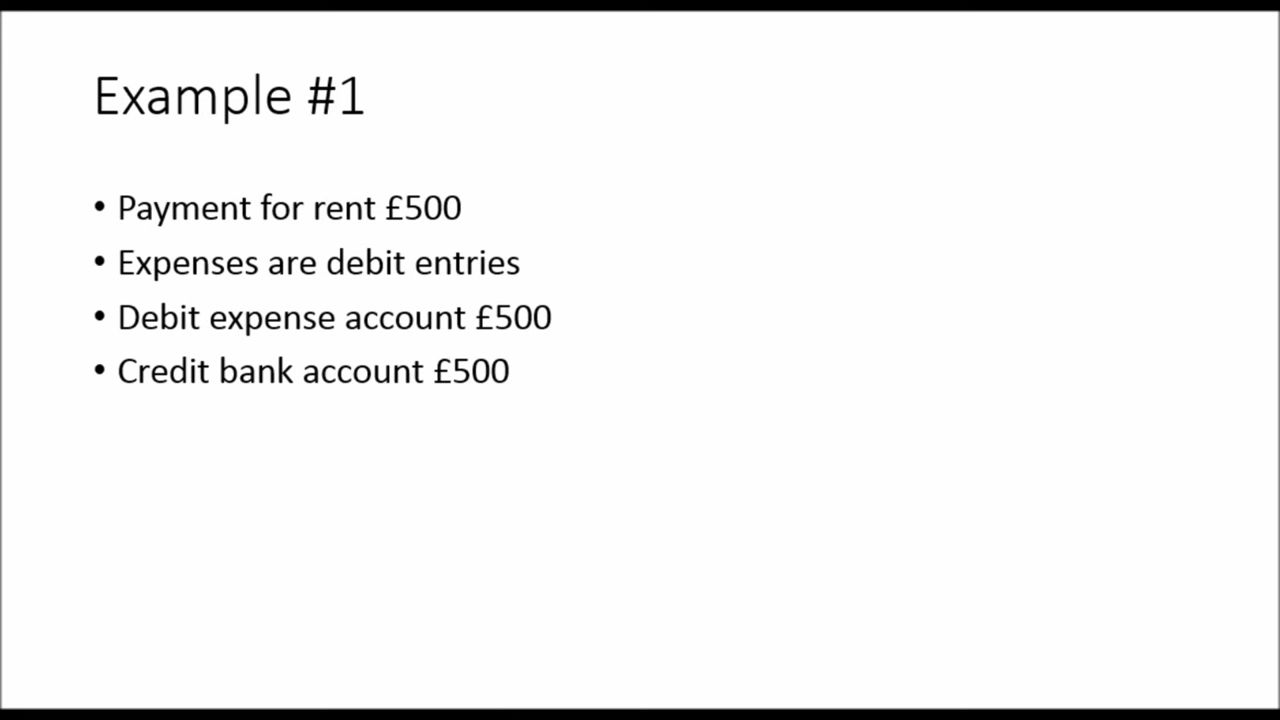 Example #1
• Payment for rent £500
• Expenses are debit entries
• Debit expense account £500
• Credit bank account £500